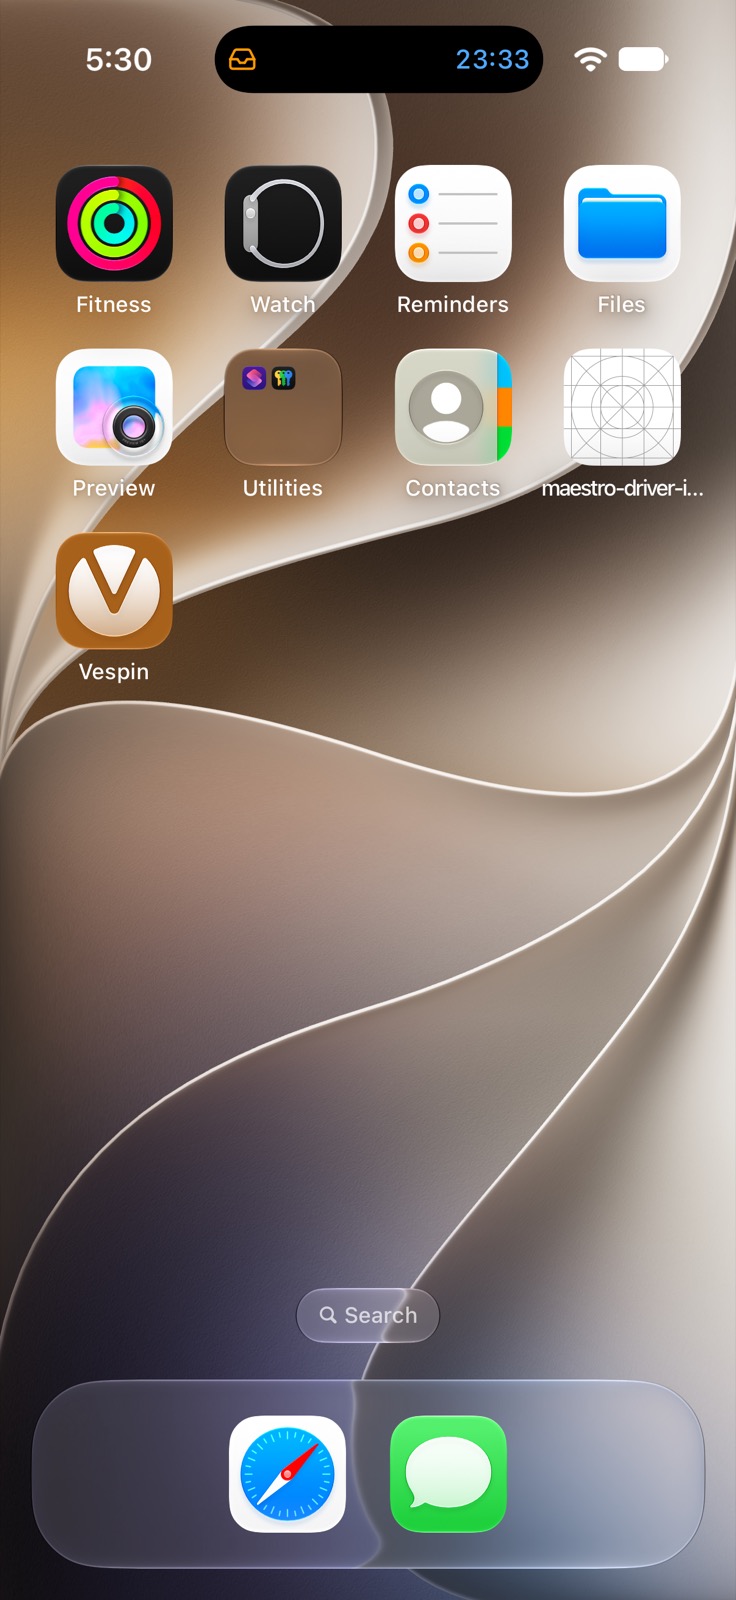 5:30
23:33
Fitness
Watch
Reminders
Files
Preview
Utilities
Contacts
maestro-driver-i...
Vespin
Search